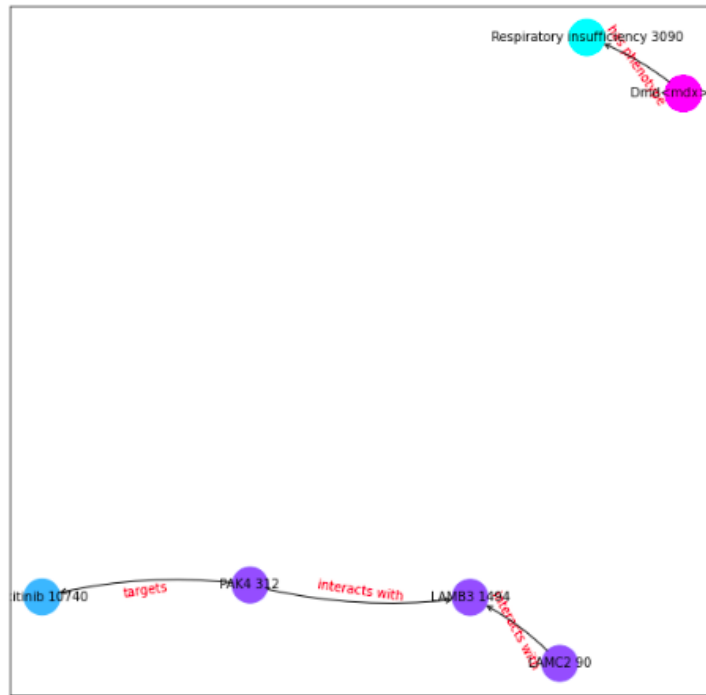 Respiratory insufficiency 3090
has phenotype
Dmd<mdx>
targets
PAK4 312
interacts with
LAMB3 1494
citinib 10740
interacts with
LAMC2 90